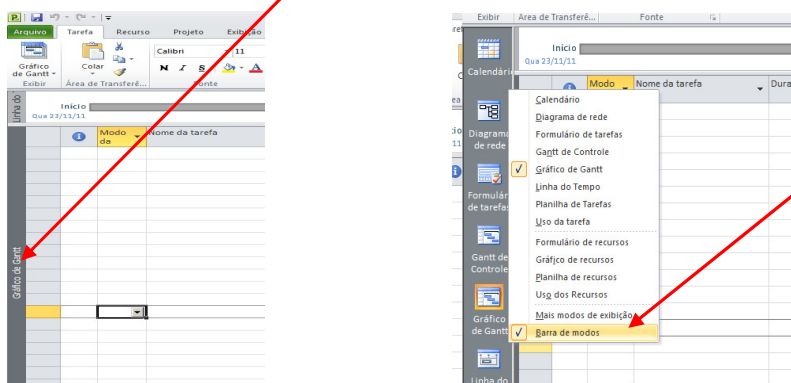 Arquivo Tarefa Recurso Projeto Exibição
Calibri 11
Gráfico de Gantt
Colar
N I S A
Exibir Área de Transferê... Fonte
Linha do
Início
Qua 23/11/11
Modo da
Nome da tarefa
Gráfico de Gantt
Exibir Área de Transferê... Fonte
Início
Qua 23/11/11
Calendári
Modo Nome da tarefa Dura
Diagrama de rede
Formulár de tarefas
Gantt de Controle
Gráfico de Gantt
Linha do
Calendário
Diagrama de rede
Formulário de tarefas
Gantt de Controle
Gráfico de Gantt
Linha do Tempo
Planilha de Tarefas
Uso da tarefa
Formulário de recursos
Gráfico de recursos
Planilha de recursos
Uso dos Recursos
Mais modos de exibição
Barra de modos